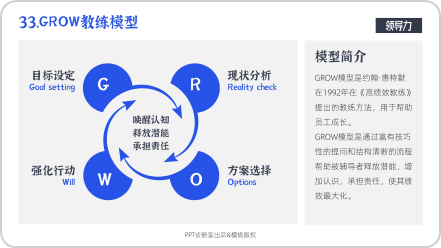 33.GROW教练模型
领导力
目标设定
Goal setting
G
R
现状分析
Reality check
唤醒认知
释放潜能
承担责任
强化行动
Will
W
O
方案选择
Options
模型简介
GROW模型是约翰·惠特默
在1992年在《高绩效教练》
提出的教练方法，用于帮助
员工成长。
GROW模型是通过富有技巧
性的提问和结构清晰的流程
帮助被辅导者释放潜能，增
加认识，承担责任，使其绩
效最大化。
PPT@新蛮出品&模板版权